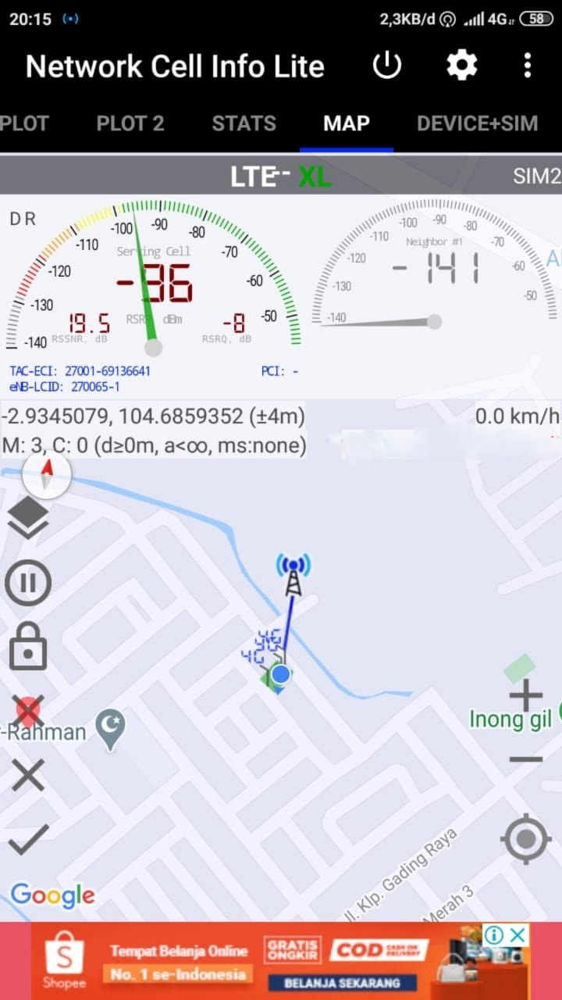 20:15 2,3KB/d 4G 58
Network Cell Info Lite
PLOT PLOT 2 STATS MAP DEVICE+SIM
LTE-- XL SIM2
DR
-140 -130 -120 -110 -100 -90 -80 -70 -60 -50
Serving Cell
-36
RSRP dBm
19.5
RSSNR, dB
-8
RSRQ, dB
-140 -130 -120 -110 -100 -90 -80 -70 -60 -50
Neighbor #1
-141
TAC-ECI: 27001-69136641 PCI: -
eNB-LCID: 270065-1
-2.9345079, 104.6859352 (±4m) 0.0 km/h
M: 3, C: 0 (d≥0m, a<∞, ms:none)
4G
-Rahman
Inong gil
Jl. Klp. Gading Raya
Merah 3
Google
Shopee
Tempat Belanja Online
No. 1 se-Indonesia
GRATIS
ONGKIR
COD CASH ON DELIVERY
BELANJA SEKARANG